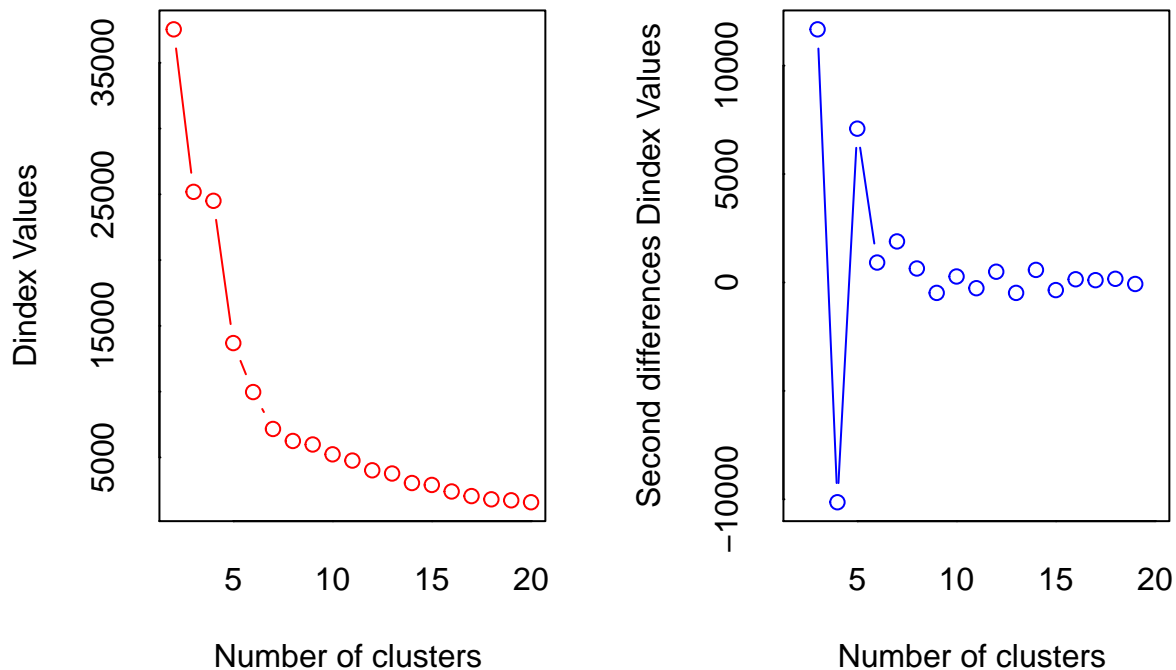 Dindex Values
35000
25000
15000
5000
5 10 15 20
Number of clusters
Second differences Dindex Values
10000
5000
0
−10000
5 10 15 20
Number of clusters